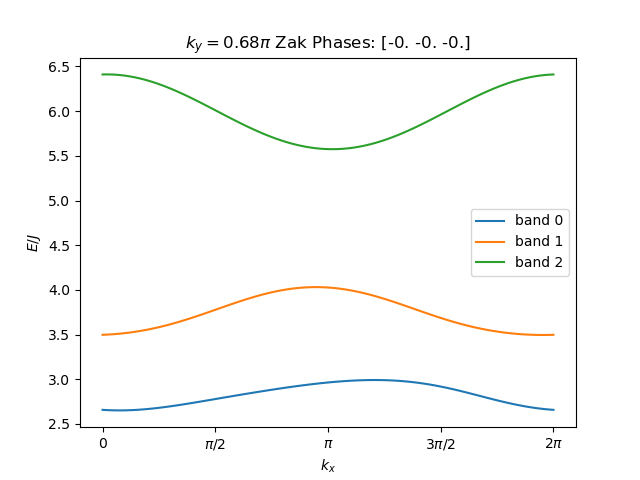 $k_y = 0.68\pi$ Zak Phases: [-0. -0. -0.]
6.5
6.0
5.5
5.0
4.5
4.0
3.5
3.0
2.5
E/J
band 0
band 1
band 2
0
π/2
π
3π/2
2π
$k_x$